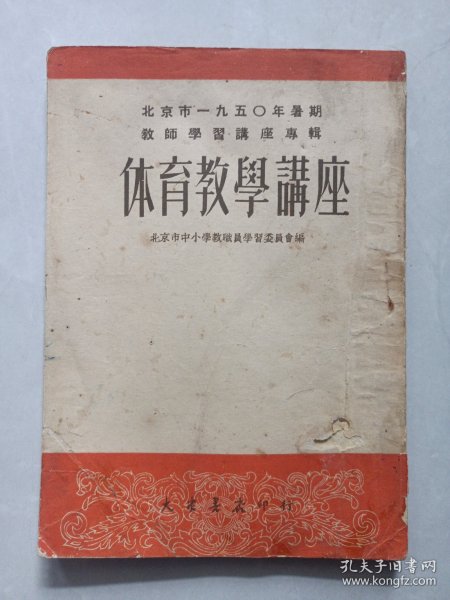 北京市一九五〇年暑期
教師學習講座專輯
体育教學講座
北京市中小學教職員學習委員會編
大衆書店印行
孔夫子旧书网
www.kongfz.com